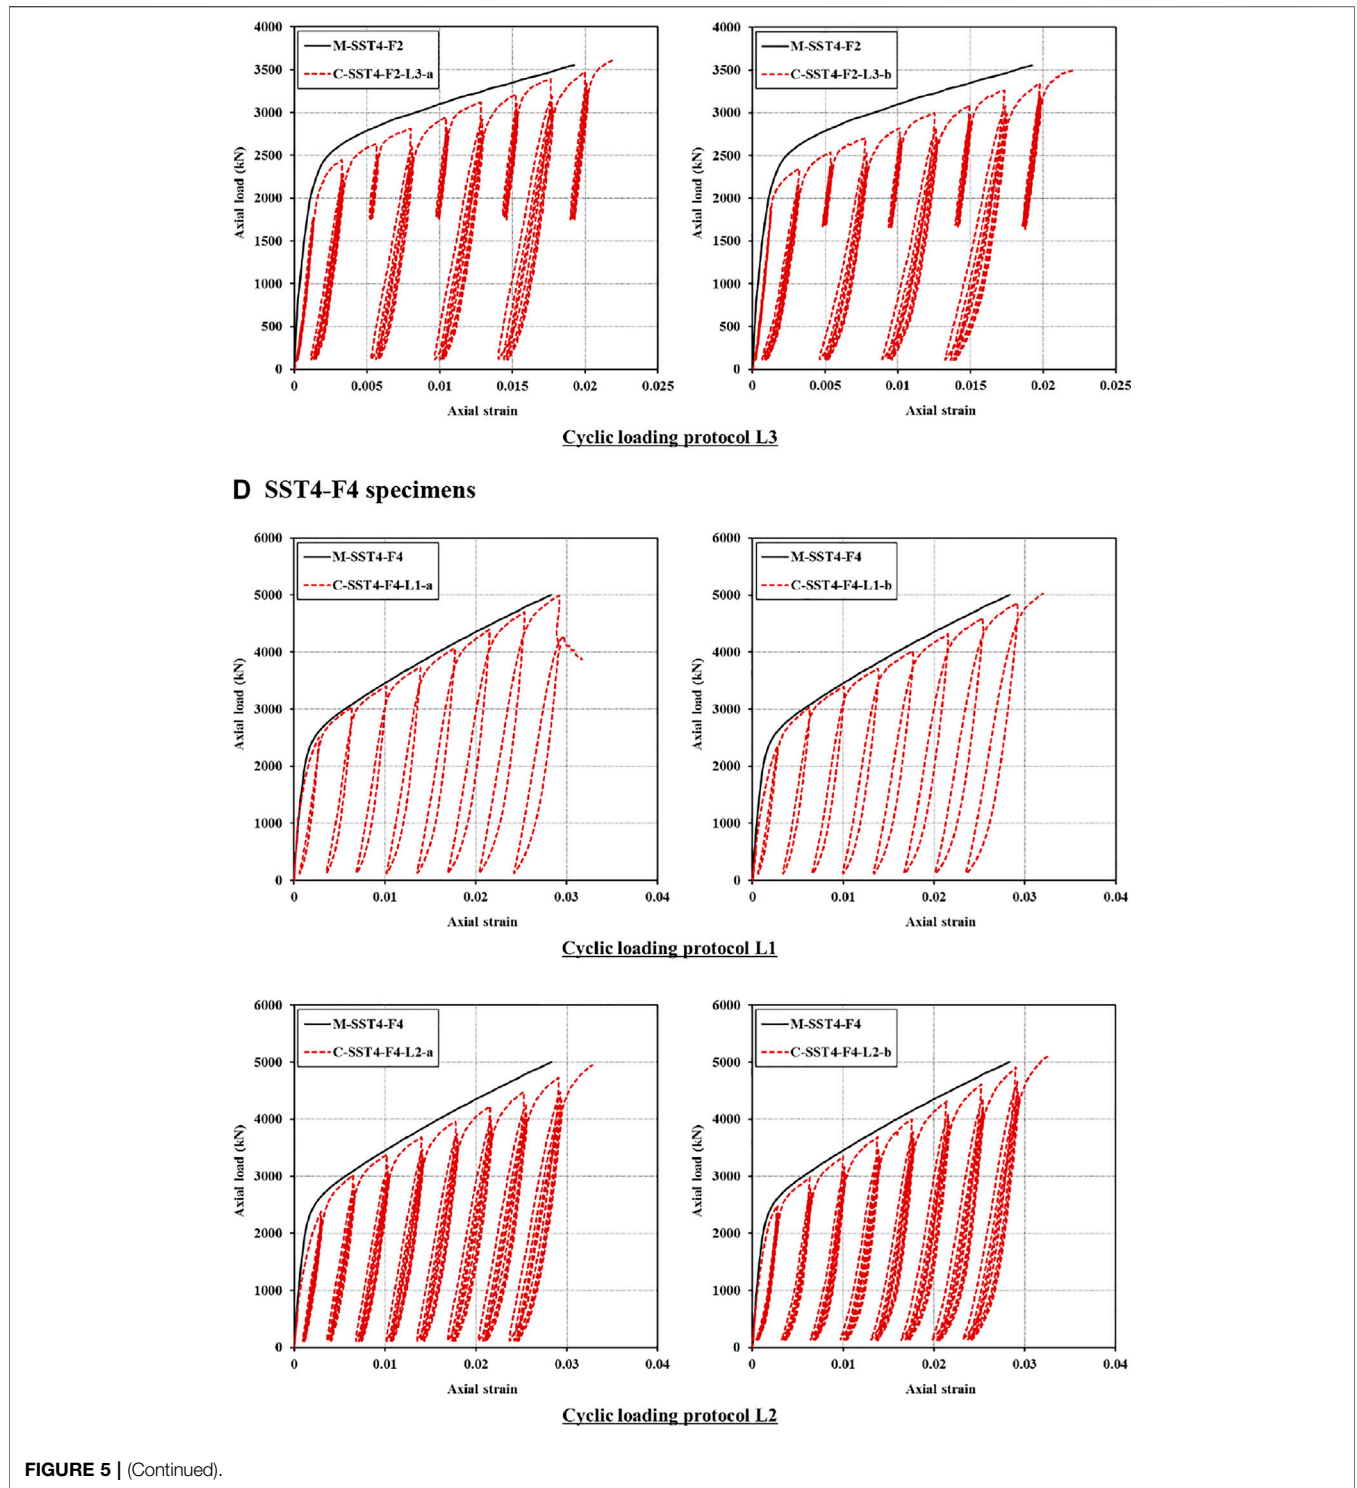 4000
3500
3000
2500
2000
1500
1000
500
0
Axial load (kN)
M-SST4-F2
C-SST4-F2-L3-a
0 0.005 0.01 0.015 0.02 0.025
Axial strain
4000
3500
3000
2500
2000
1500
1000
500
0
Axial load (kN)
M-SST4-F2
C-SST4-F2-L3-b
0 0.005 0.01 0.015 0.02 0.025
Axial strain
Cyclic loading protocol L3
D SST4-F4 specimens
6000
5000
4000
3000
2000
1000
0
Axial load (kN)
M-SST4-F4
C-SST4-F4-L1-a
0 0.01 0.02 0.03 0.04
Axial strain
6000
5000
4000
3000
2000
1000
0
Axial load (kN)
M-SST4-F4
C-SST4-F4-L1-b
0 0.01 0.02 0.03 0.04
Axial strain
Cyclic loading protocol L1
6000
5000
4000
3000
2000
1000
0
Axial load (kN)
M-SST4-F4
C-SST4-F4-L2-a
0 0.01 0.02 0.03 0.04
Axial strain
6000
5000
4000
3000
2000
1000
0
Axial load (kN)
M-SST4-F4
C-SST4-F4-L2-b
0 0.01 0.02 0.03 0.04
Axial strain
Cyclic loading protocol L2
FIGURE 5 | (Continued).